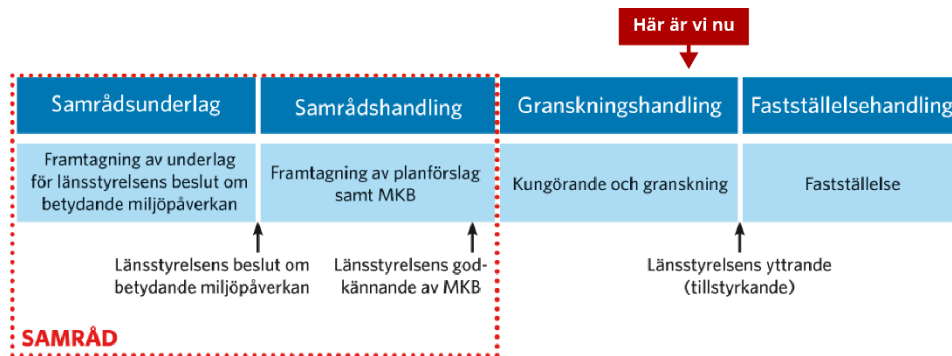 Här är vi nu
Samrådsunderlag
Samrådshandling
Granskningshandling
Fastställelsehandling
Framtagning av underlag
för länsstyrelsens beslut om
betydande miljöpåverkan
Framtagning av planförslag
samt MKB
Kungörande och granskning
Fastställelse
Länsstyrelsens beslut om
betydande miljöpåverkan
Länsstyrelsens god-
kännande av MKB
Länsstyrelsens yttrande
(tillstyrkande)
SAMRÅD